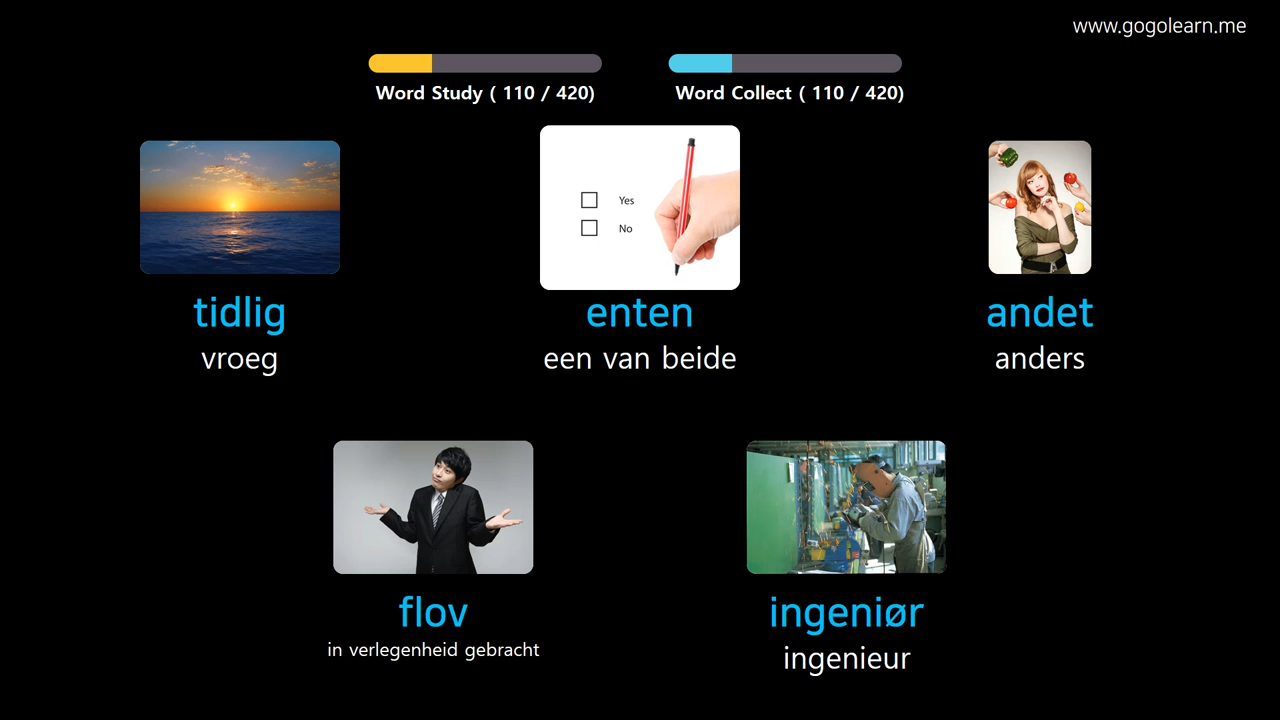 www.gogolearn.me
Word Study ( 110 / 420)
Word Collect ( 110 / 420)
Yes
No
tidlig
vroeg
enten
een van beide
andet
anders
flov
in verlegenheid gebracht
ingeniør
ingenieur